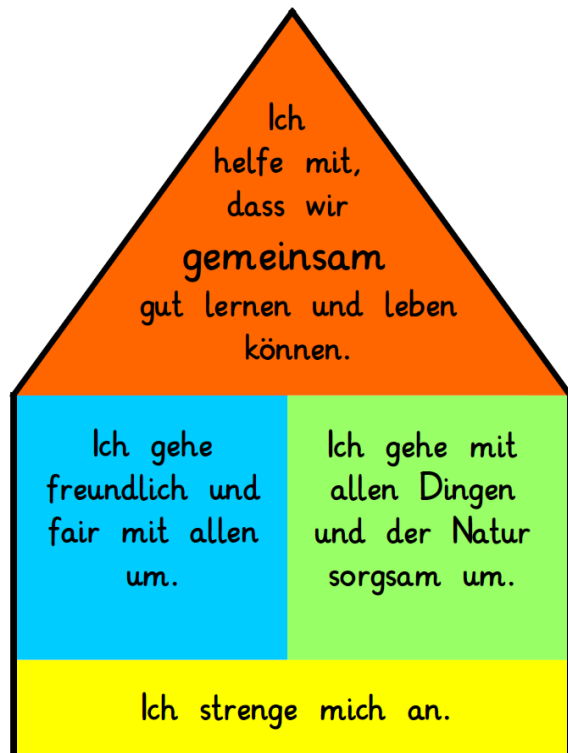 Ich
helfe mit,
dass wir
gemeinsam
gut lernen und leben
können.
Ich gehe
freundlich und
fair mit allen
um.
Ich gehe mit
allen Dingen
und der Natur
sorgsam um.
Ich strenge mich an.